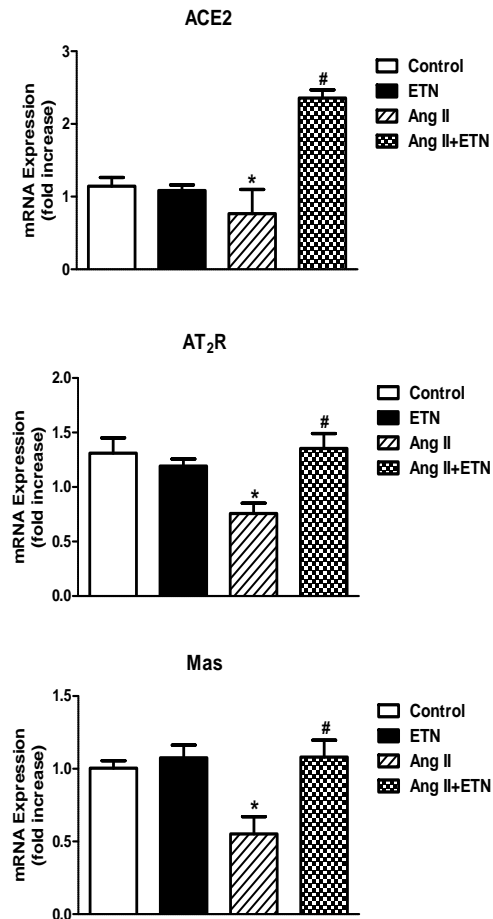 ACE2
mRNA Expression
(fold increase)
3
2
1
0
*
#
Control
ETN
Ang II
Ang II+ETN
AT₂R
mRNA Expression
(fold increase)
2.0
1.5
1.0
0.5
0.0
*
#
Control
ETN
Ang II
Ang II+ETN
Mas
mRNA Expression
(fold increase)
1.5
1.0
0.5
0.0
*
#
Control
ETN
Ang II
Ang II+ETN